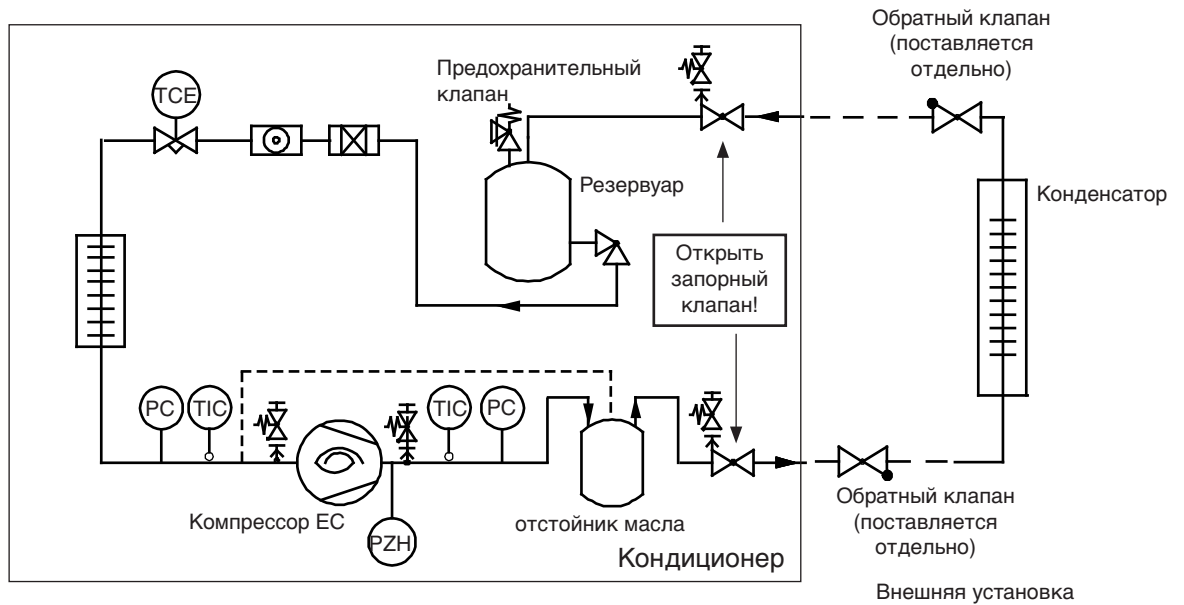 Обратный клапан
(поставляется
отдельно)
Предохранительный
клапан
TCE
Резервуар
Конденсатор
Открыть
запорный
клапан!
PC
TIC
TIC
PC
Компрессор ЕС
отстойник масла
PZH
Кондиционер
Обратный клапан
(поставляется
отдельно)
Внешняя установка